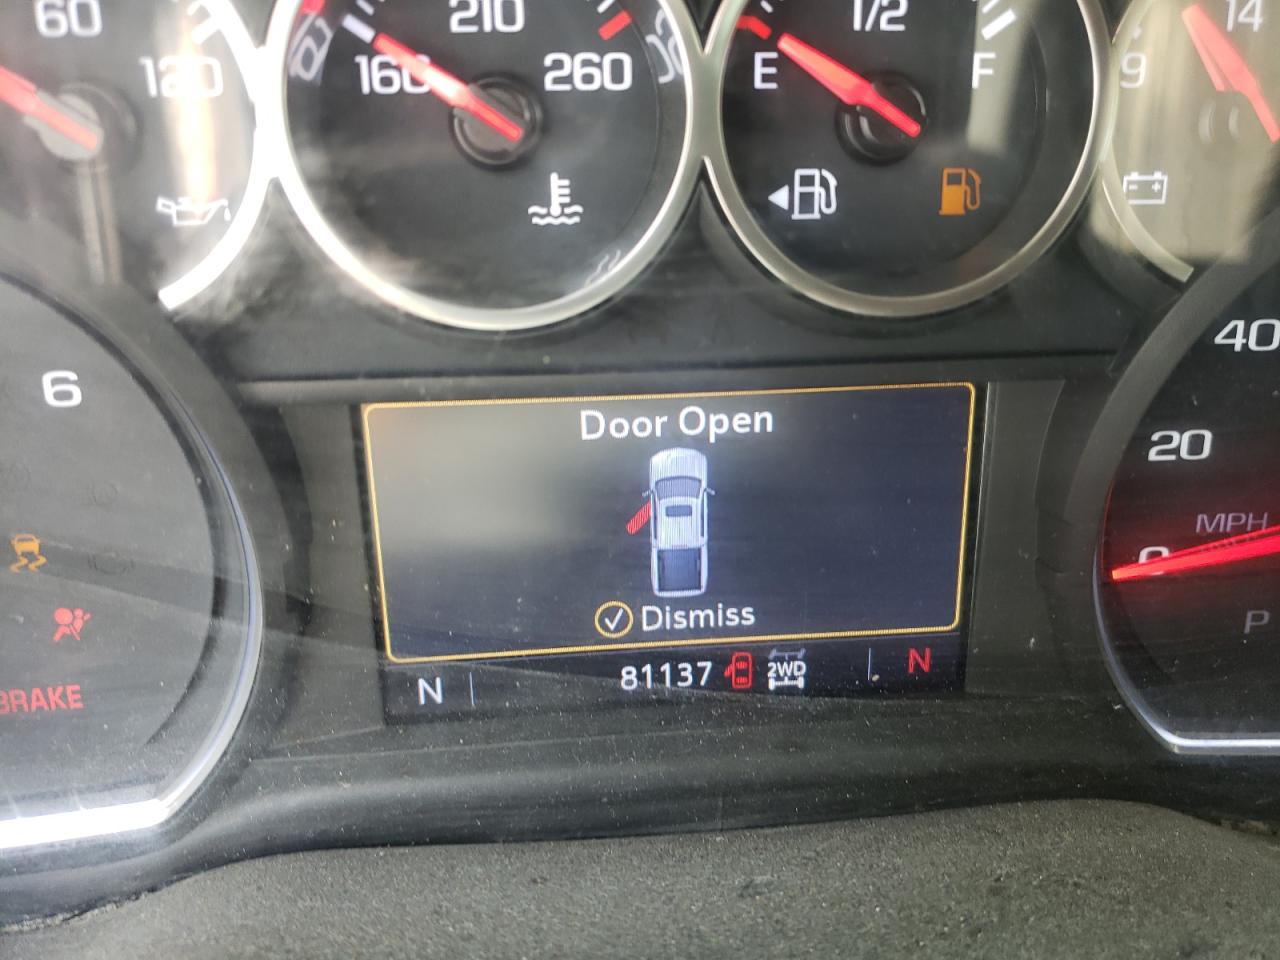 60
120
160
210
260
E
1/2
F
9
14
6
40
20
MPH
0
P
BRAKE
Door Open
Dismiss
N
81137
2WD
N